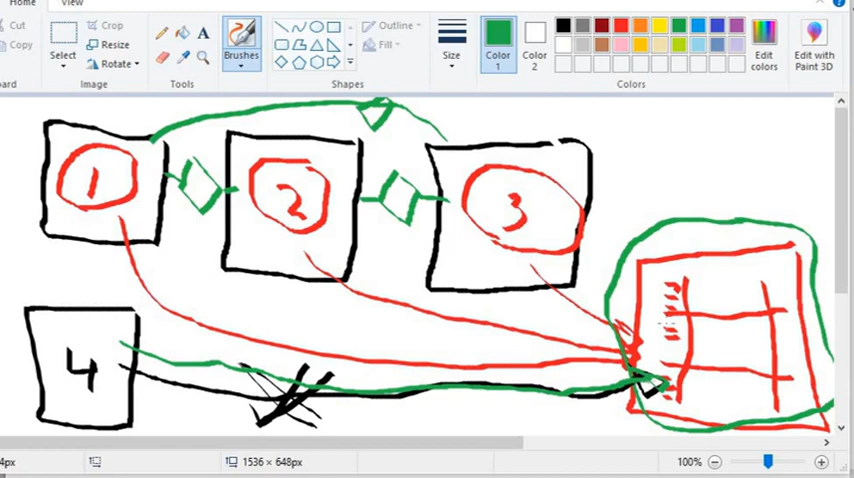 Home View
Cut
Copy
Crop
Resize
Rotate
Select
Image
A
Tools
Brushes
Outline
Fill
Shapes
Size
Color 1
Color 2
Colors
Edit colors
Edit with Paint 3D
1
2
3
4
4px
1536 × 648px
100%